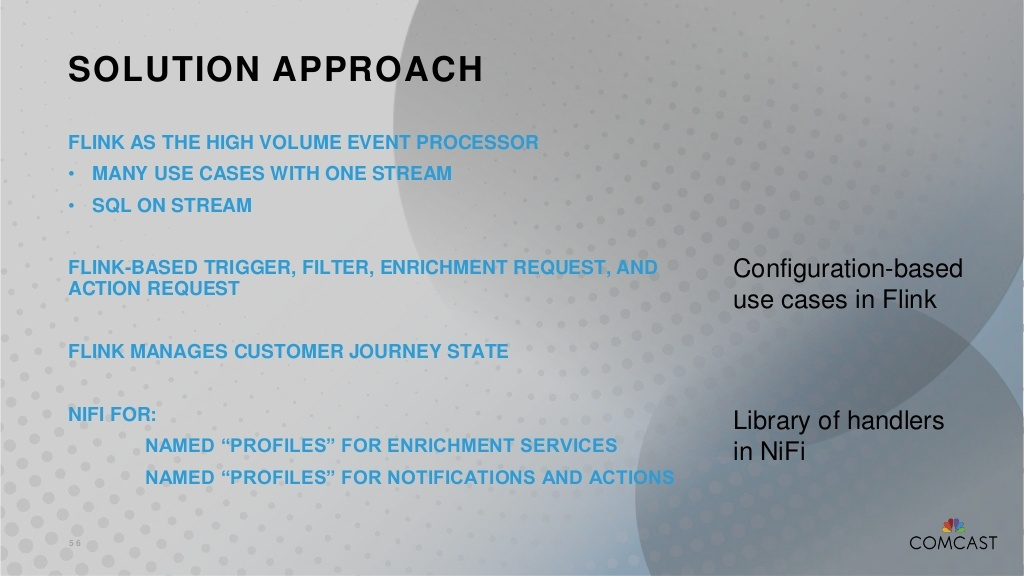 SOLUTION APPROACH
FLINK AS THE HIGH VOLUME EVENT PROCESSOR
• MANY USE CASES WITH ONE STREAM
• SQL ON STREAM
FLINK-BASED TRIGGER, FILTER, ENRICHMENT REQUEST, AND
ACTION REQUEST
Configuration-based
use cases in Flink
FLINK MANAGES CUSTOMER JOURNEY STATE
NIFI FOR:
NAMED “PROFILES” FOR ENRICHMENT SERVICES
NAMED “PROFILES” FOR NOTIFICATIONS AND ACTIONS
Library of handlers
in NiFi
56
COMCAST